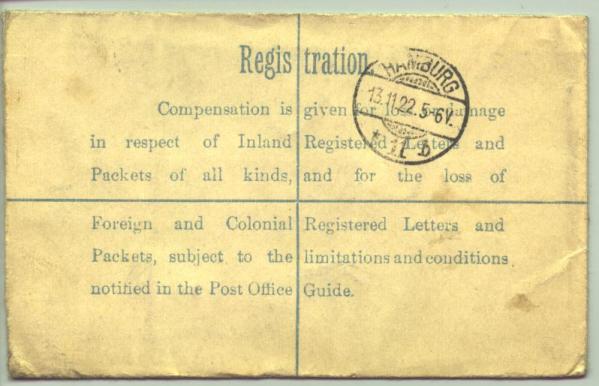 Registration
HAMBURG
13.11.22.5-6V.
* 1 b
Compensation is given for loss or damage
in respect of Inland Registered Letters and
Packets of all kinds, and for the loss of
Foreign and Colonial Registered Letters and
Packets, subject to the limitations and conditions
notified in the Post Office Guide.